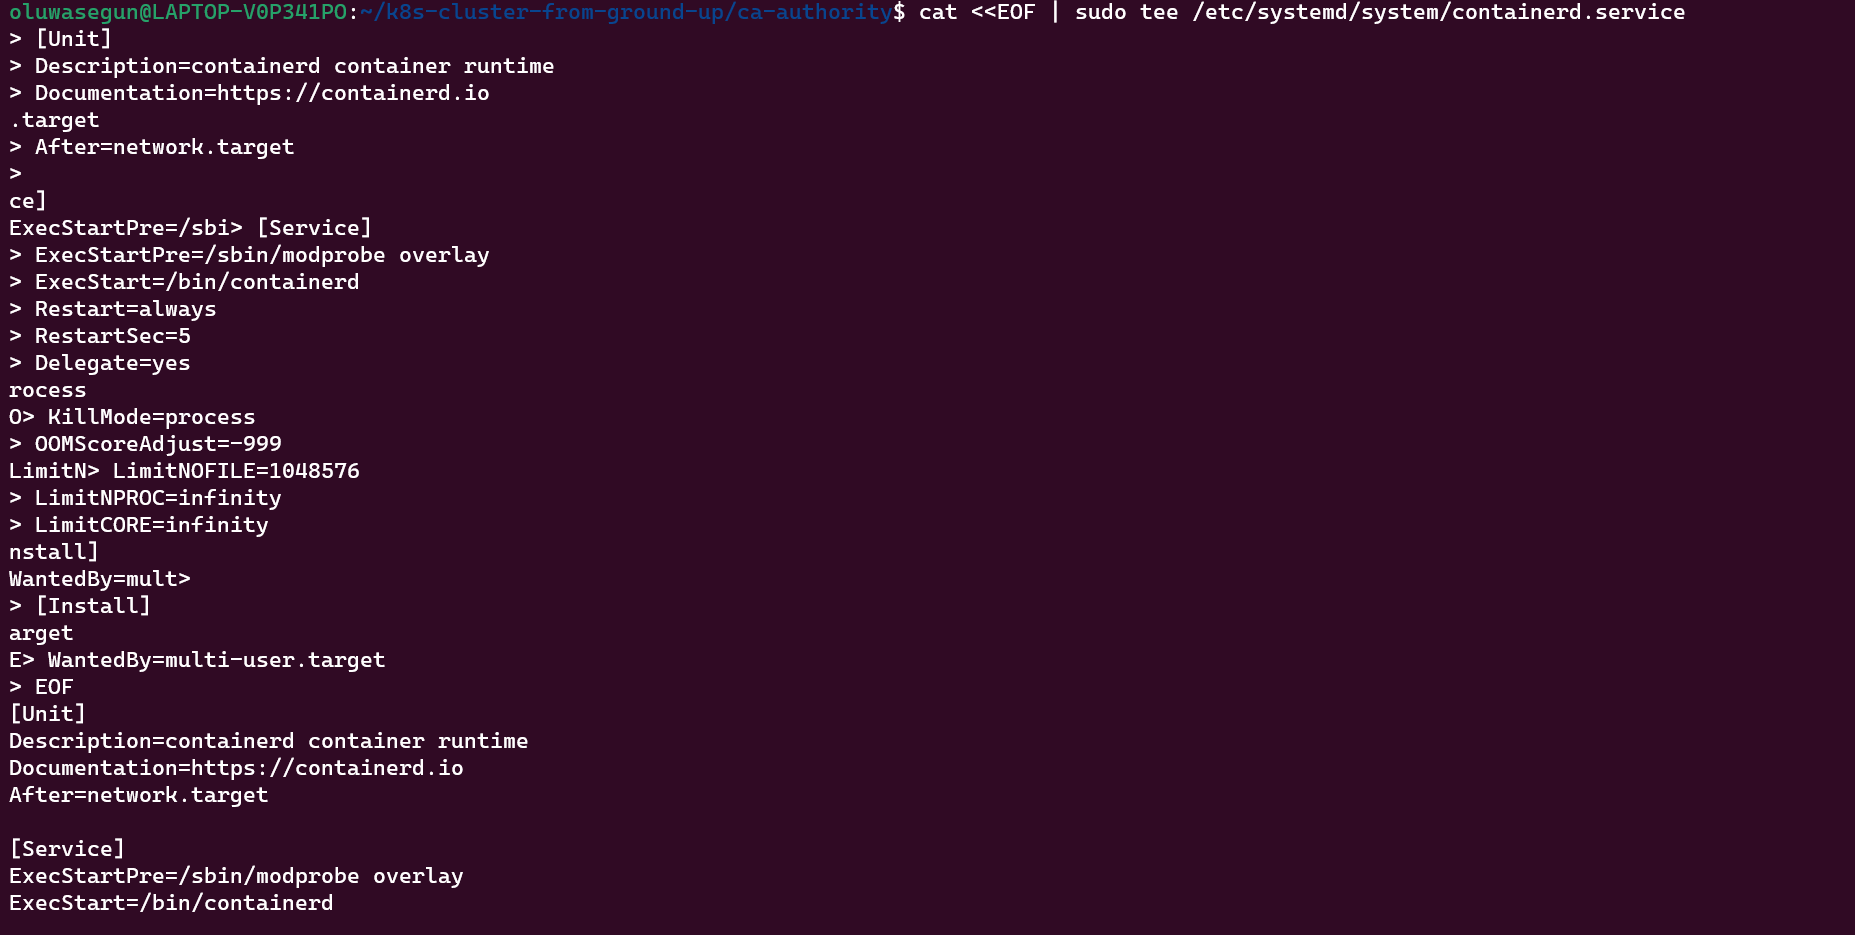 oluwasegun@LAPTOP-V0P341PO:~/k8s-cluster-from-ground-up/ca-authority$ cat <<EOF | sudo tee /etc/systemd/system/containerd.service
> [Unit]
> Description=containerd container runtime
> Documentation=https://containerd.io
.target
> After=network.target
>
ce]
ExecStartPre=/sbi> [Service]
> ExecStartPre=/sbin/modprobe overlay
> ExecStart=/bin/containerd
> Restart=always
> RestartSec=5
> Delegate=yes
rocess
O> KillMode=process
> OOMScoreAdjust=-999
LimitN> LimitNOFILE=1048576
> LimitNPROC=infinity
> LimitCORE=infinity
nstall]
WantedBy=mult>
> [Install]
arget
E> WantedBy=multi-user.target
> EOF
[Unit]
Description=containerd container runtime
Documentation=https://containerd.io
After=network.target

[Service]
ExecStartPre=/sbin/modprobe overlay
ExecStart=/bin/containerd